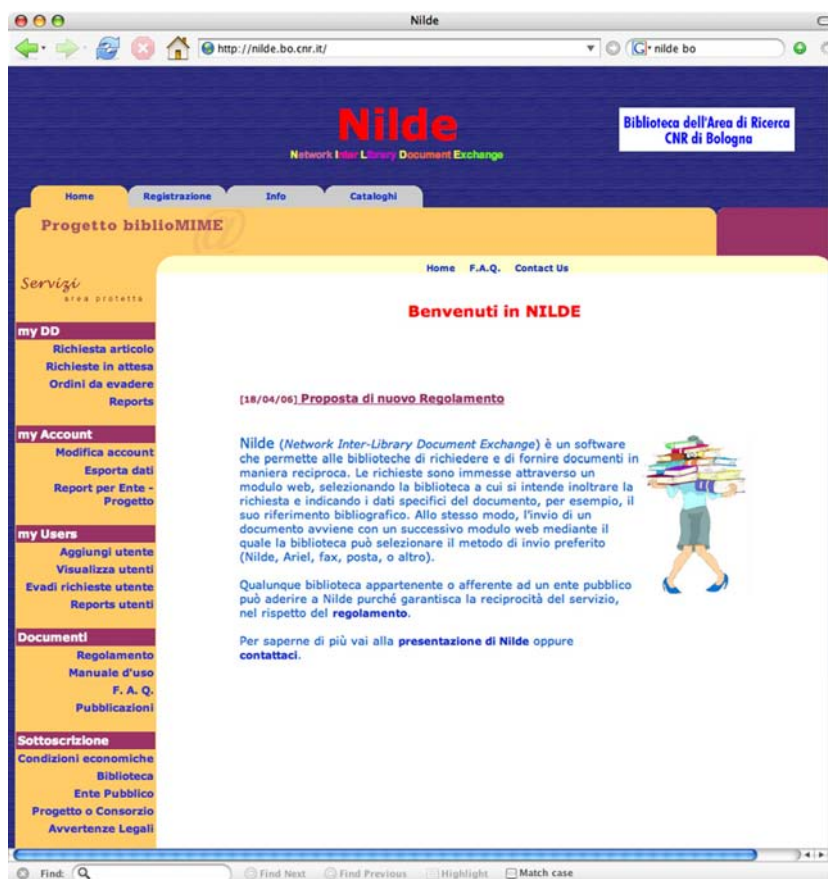 Nilde
http://nilde.bo.cnr.it/
nilde bo
Nilde
Network Inter Library Document Exchange
Biblioteca dell'Area di Ricerca
CNR di Bologna
Home Registrazione Info Cataloghi
Progetto biblioMIME
@
Home F.A.Q. Contact Us
Servizi
area protetta
Benvenuti in NILDE
my DD
Richiesta articolo
Richieste in attesa
Ordini da evadere
Reports
my Account
Modifica account
Esporta dati
Report per Ente -
Progetto
my Users
Aggiungi utente
Visualizza utenti
Evadi richieste utente
Reports utenti
Documenti
Regolamento
Manuale d'uso
F. A. Q.
Pubblicazioni
Sottoscrizione
Condizioni economiche
Biblioteca
Ente Pubblico
Progetto o Consorzio
Avvertenze Legali
[18/04/06] Proposta di nuovo Regolamento
Nilde (Network Inter-Library Document Exchange) è un software
che permette alle biblioteche di richiedere e di fornire documenti in
maniera reciproca. Le richieste sono immesse attraverso un
modulo web, selezionando la biblioteca a cui si intende inoltrare la
richiesta e indicando i dati specifici del documento, per esempio, il
suo riferimento bibliografico. Allo stesso modo, l'invio di un
documento avviene con un successivo modulo web mediante il
quale la biblioteca può selezionare il metodo di invio preferito
(Nilde, Ariel, fax, posta, o altro).
Qualunque biblioteca appartenente o afferente ad un ente pubblico
può aderire a Nilde purché garantisca la reciprocità del servizio,
nel rispetto del regolamento.
Per saperne di più vai alla presentazione di Nilde oppure
contattaci.
Find: Find Next Find Previous Highlight Match case